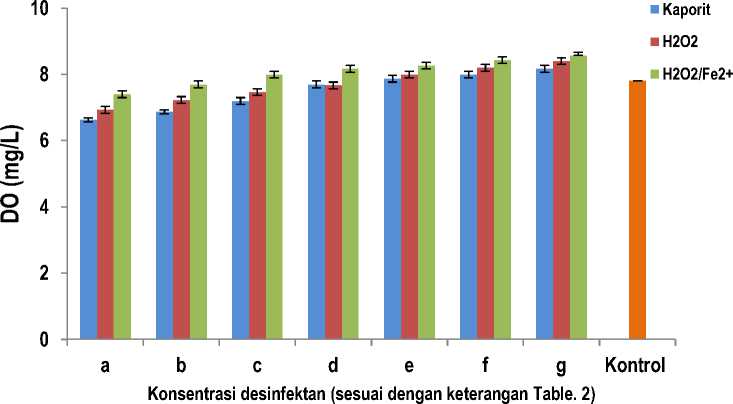 10
8
6
4
2
0
DO (mg/L)
Kaporit
H2O2
H2O2/Fe2+
a b c d e f g Kontrol
Konsentrasi desinfektan (sesuai dengan keterangan Table. 2)